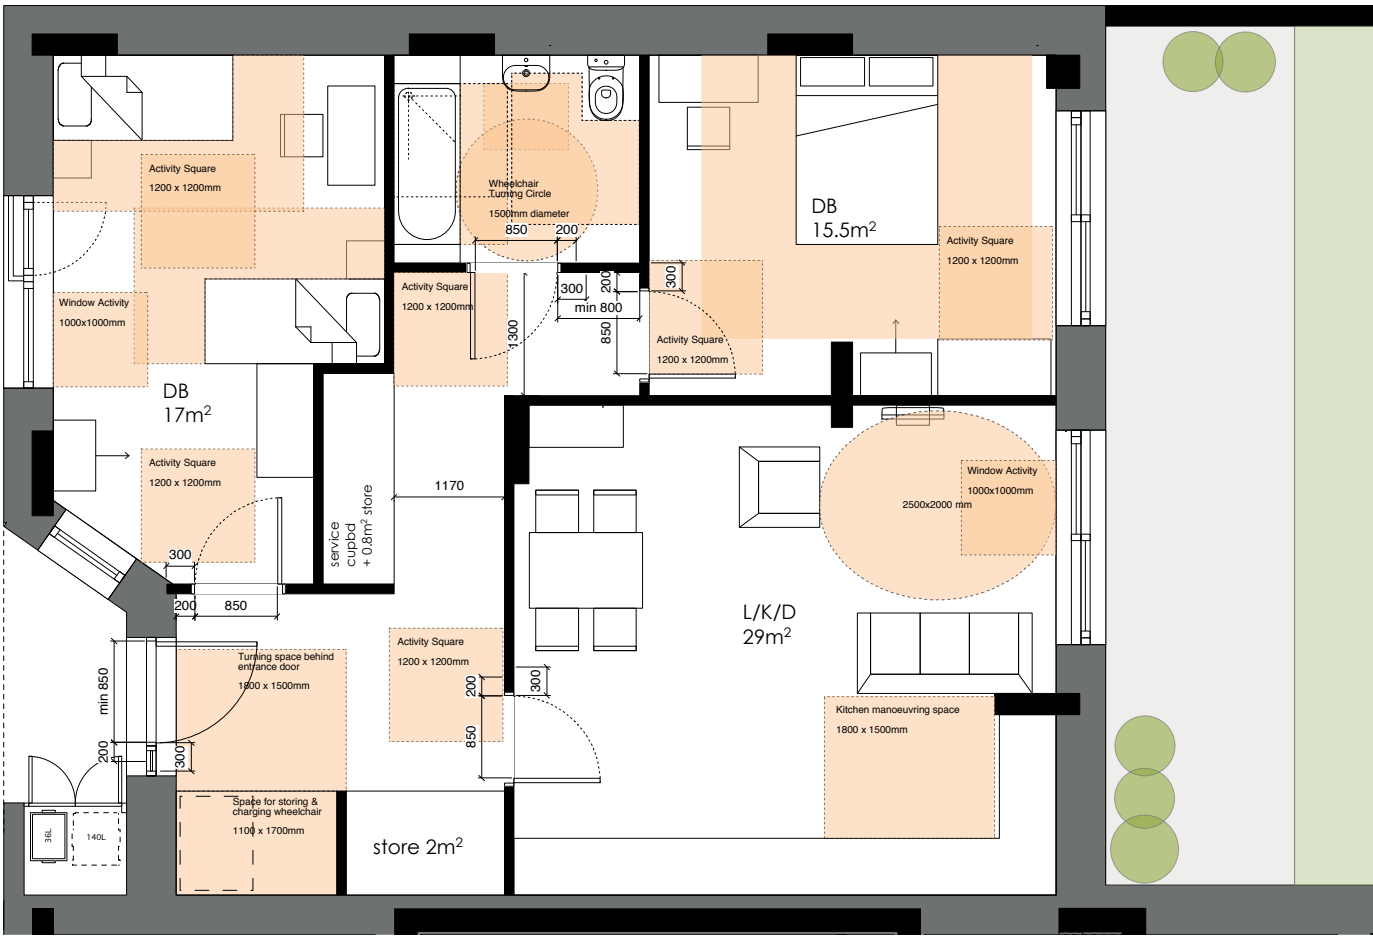 Activity Square
1200 x 1200mm
Window Activity
1000x1000mm
DB
17m²
Activity Square
1200 x 1200mm
300
200
850
service
cupbd
+ 0.8m² store
Wheelchair
Turning Circle
1500mm diameter
850
200
Activity Square
1200 x 1200mm
300
min 800
1300
200
850
300
Activity Square
1200 x 1200mm
DB
15.5m²
Activity Square
1200 x 1200mm
1170
Window Activity
1000x1000mm
2500x2000 mm
L/K/D
29m²
Activity Square
1200 x 1200mm
200
300
850
Kitchen manoeuvring space
1800 x 1500mm
Turning space behind
entrance door
1800 x 1500mm
min 850
200
300
Space for storing &
charging wheelchair
1100 x 1700mm
store 2m²
36L
140L